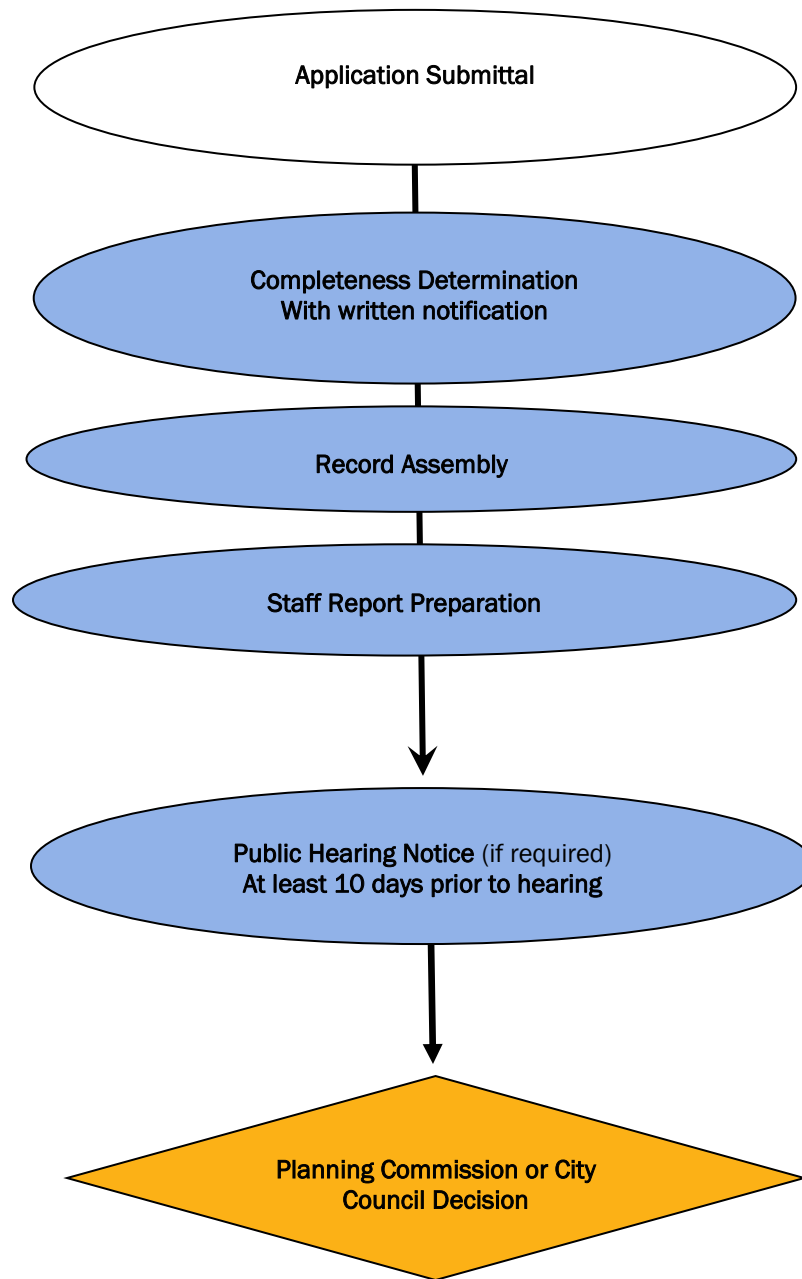 Application Submittal
Completeness Determination
With written notification
Record Assembly
Staff Report Preparation
Public Hearing Notice (if required)
At least 10 days prior to hearing
Planning Commission or City
Council Decision